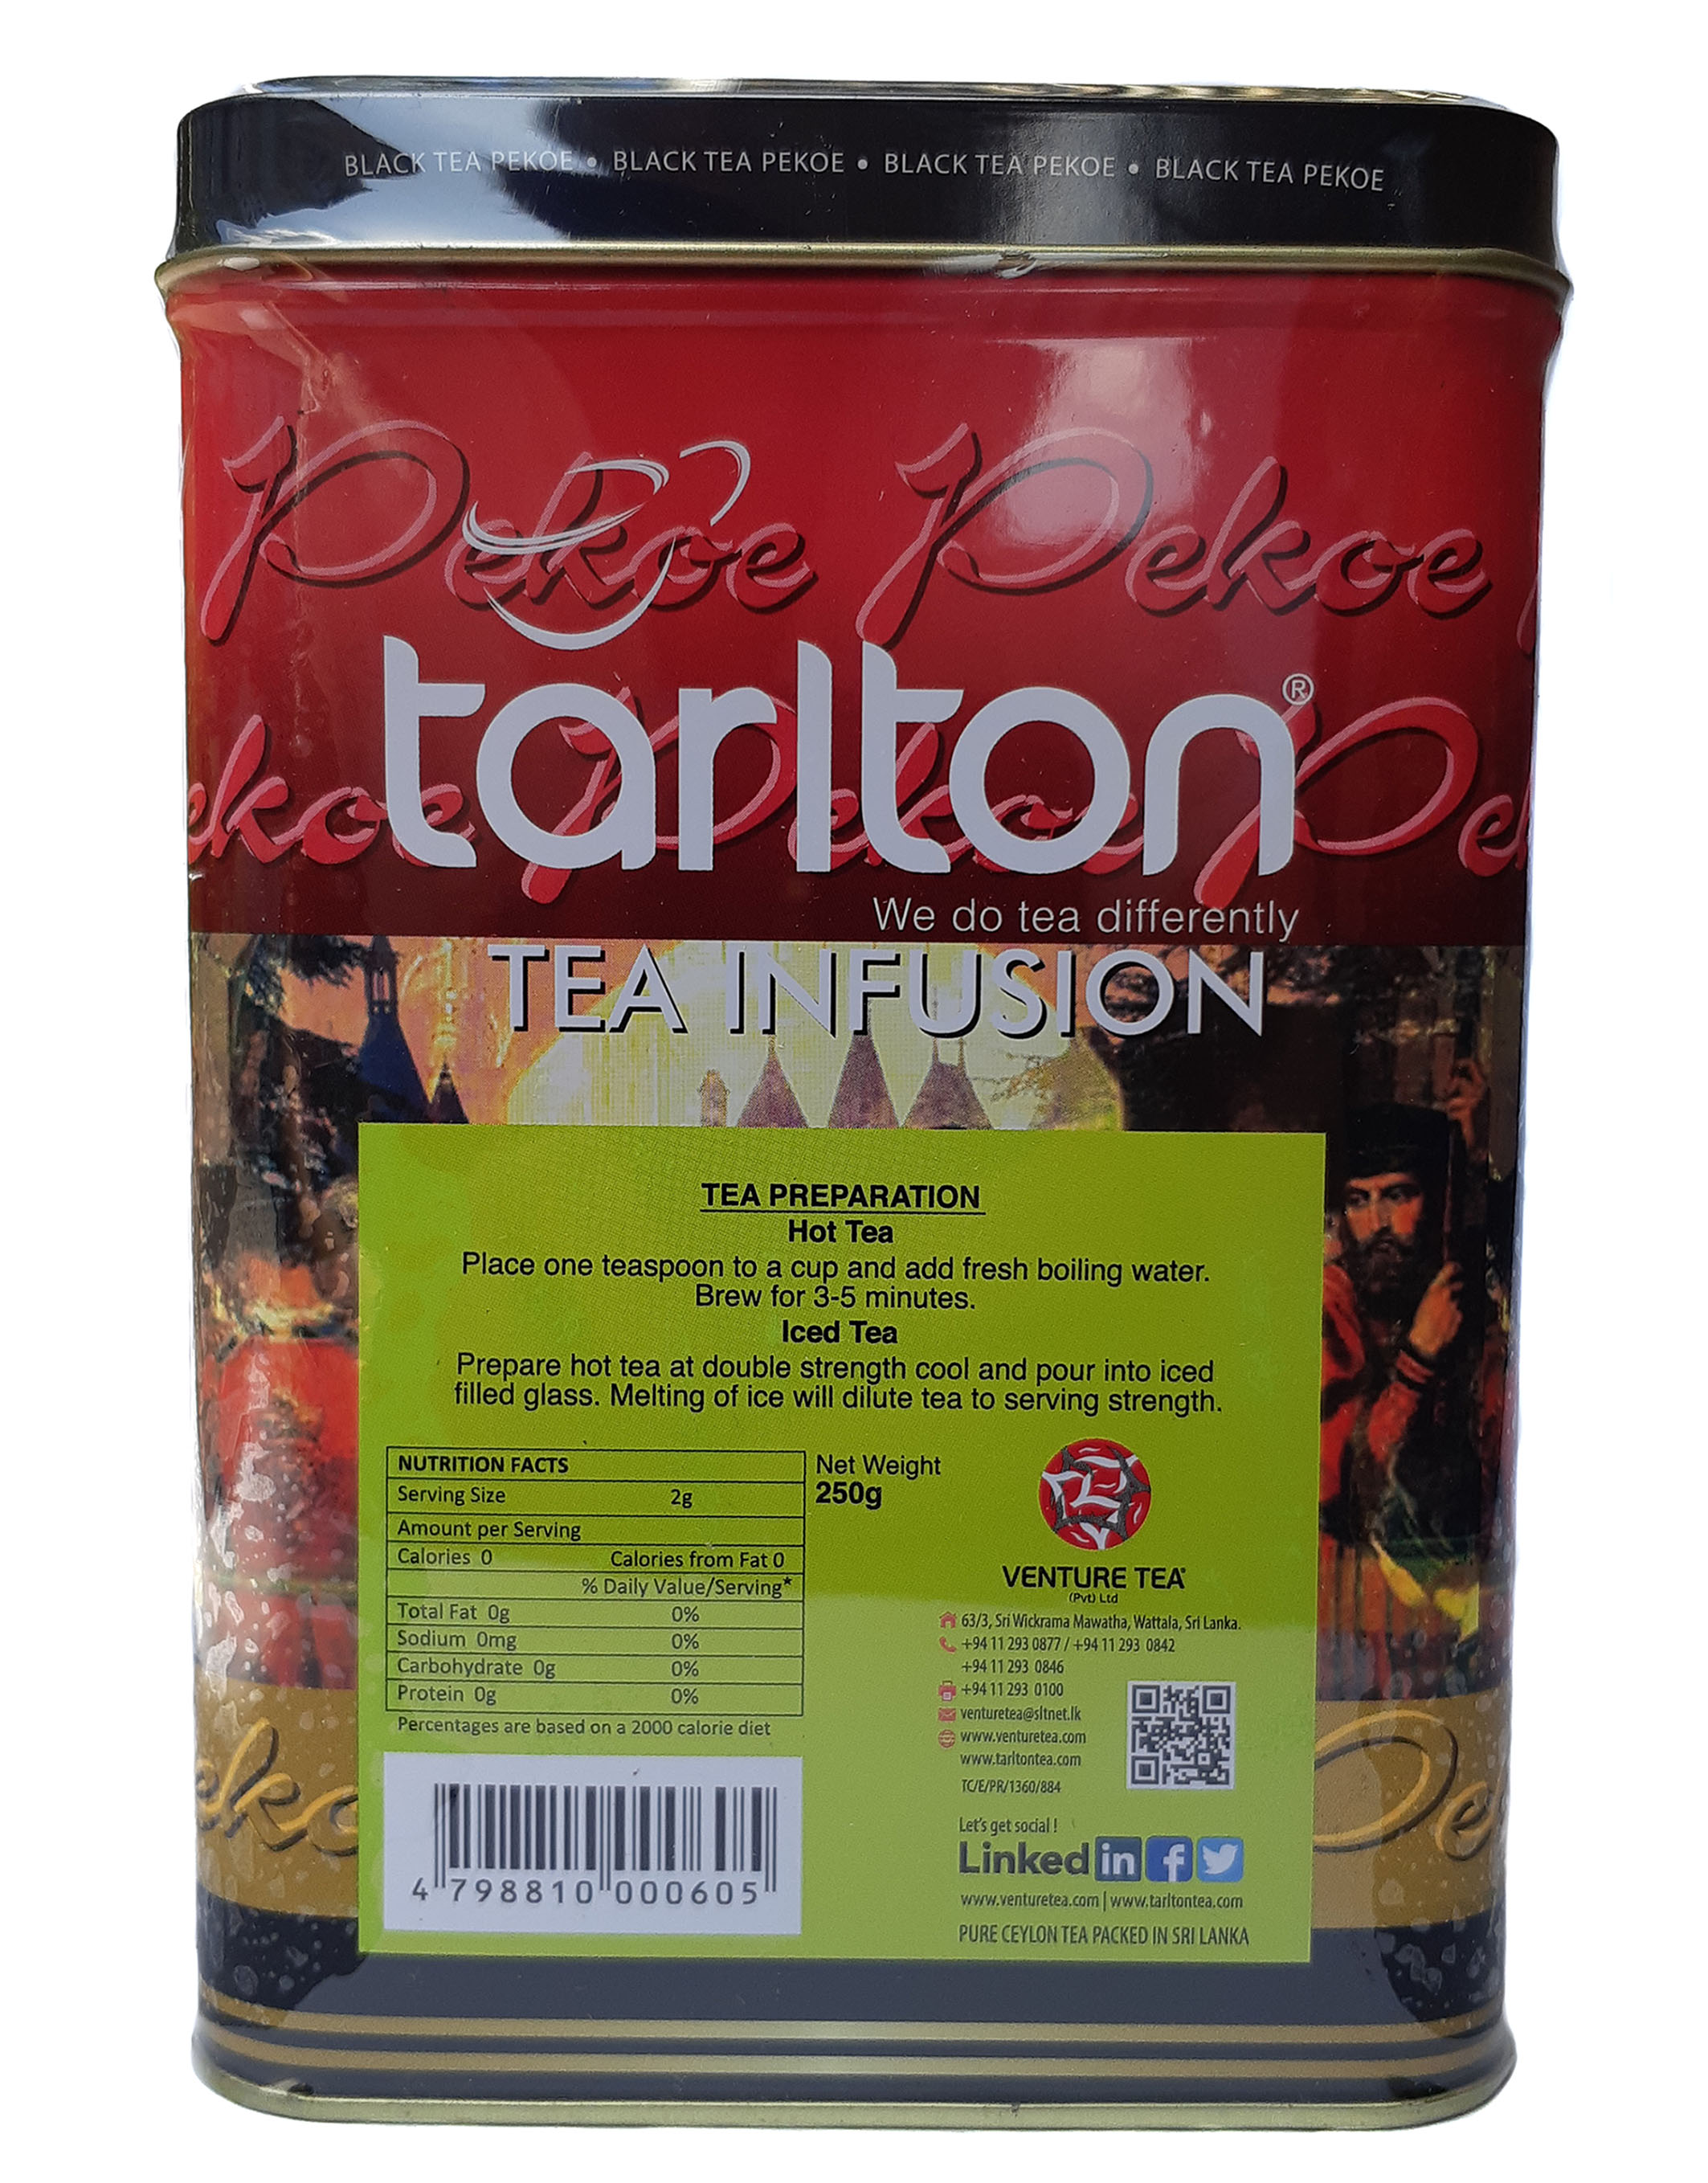 BLACK TEA PEKOE • BLACK TEA PEKOE • BLACK TEA PEKOE • BLACK TEA PEKOE
Pekoe Pekoe
tarlton®
ekoe Pekoe Pek
We do tea differently
TEA INFUSION
TEA PREPARATION
Hot Tea
Place one teaspoon to a cup and add fresh boiling water.
Brew for 3-5 minutes.
Iced Tea
Prepare hot tea at double strength cool and pour into iced
filled glass. Melting of ice will dilute tea to serving strength.
NUTRITION FACTS
Serving Size 2g
Amount per Serving
Calories 0 Calories from Fat 0
% Daily Value/Serving*
Total Fat 0g 0%
Sodium 0mg 0%
Carbohydrate 0g 0%
Protein 0g 0%
Percentages are based on a 2000 calorie diet
Net Weight
250g
VENTURE TEA
(Pvt) Ltd
63/3, Sri Wickrama Mawatha, Wattala, Sri Lanka.
+94 11 293 0877 / +94 11 293 0842
+94 11 293 0846
+94 11 293 0100
venturetea@sltnet.lk
www.venturetea.com
www.tarltontea.com
TC/E/PR/1360/884
Let's get social !
Linked in f
www.venturetea.com | www.tarltontea.com
PURE CEYLON TEA PACKED IN SRI LANKA
4 798810 000605
eko Pe